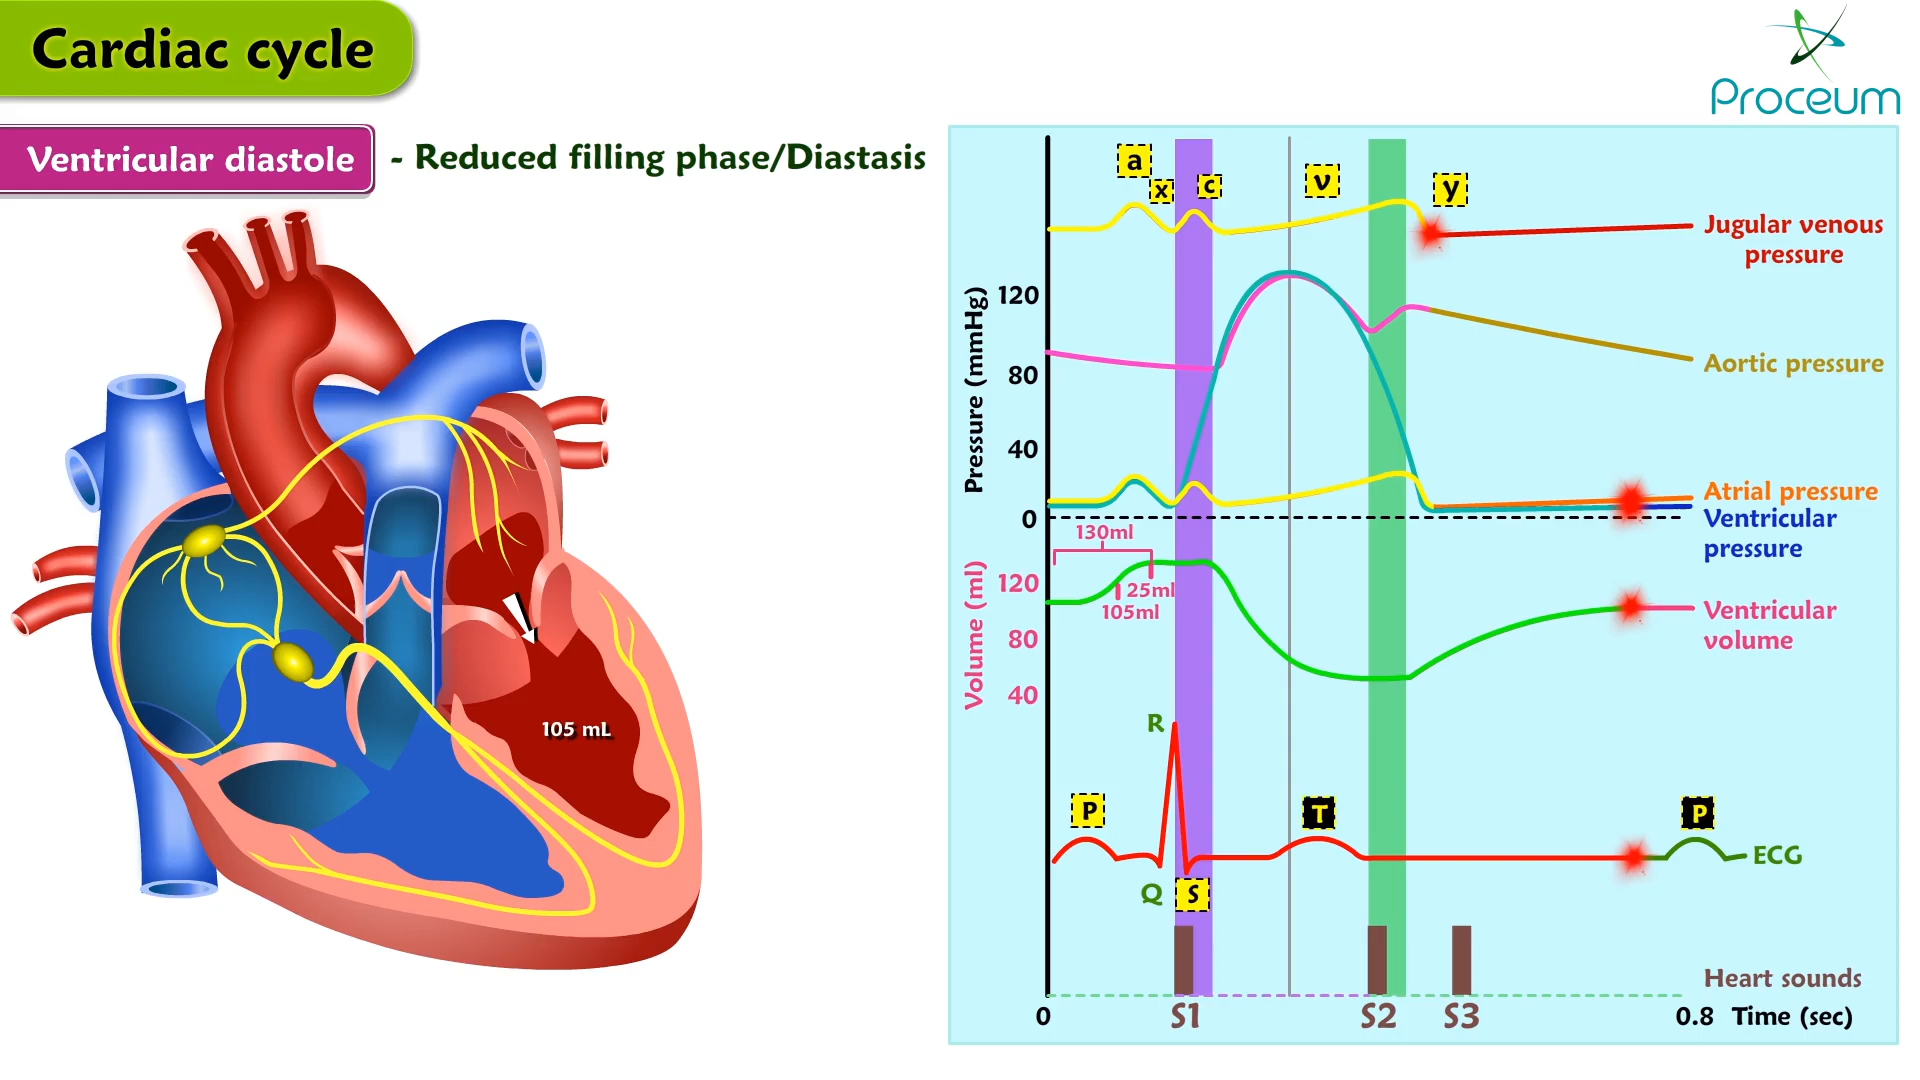 Cardiac cycle
Proceum
Ventricular diastole
- Reduced filling phase/Diastasis
105 mL
a
x
c
v
y
Jugular venous
pressure
Pressure (mmHg)
120
80
40
0
Aortic pressure
Atrial pressure
Ventricular
pressure
130ml
25ml
105ml
Volume (ml)
120
80
40
Ventricular
volume
R
P
T
P
ECG
Q
S
Heart sounds
S1
S2
S3
0
0.8 Time (sec)